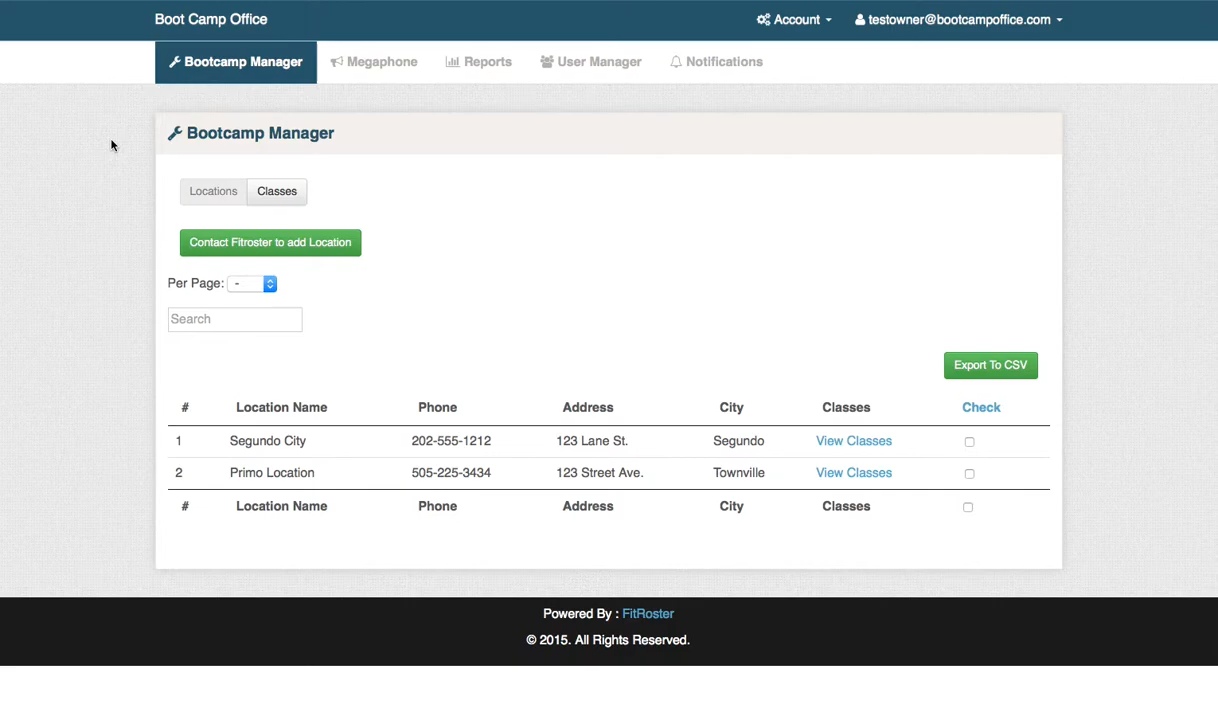 Boot Camp Office
Account
testowner@bootcampoffice.com
Bootcamp Manager
Megaphone
Reports
User Manager
Notifications
Bootcamp Manager
Locations
Classes
Contact Fitroster to add Location
Per Page: -
Search
Export To CSV
# Location Name Phone Address City Classes Check
1 Segundo City 202-555-1212 123 Lane St. Segundo View Classes
2 Primo Location 505-225-3434 123 Street Ave. Townville View Classes
# Location Name Phone Address City Classes
Powered By : FitRoster
© 2015. All Rights Reserved.